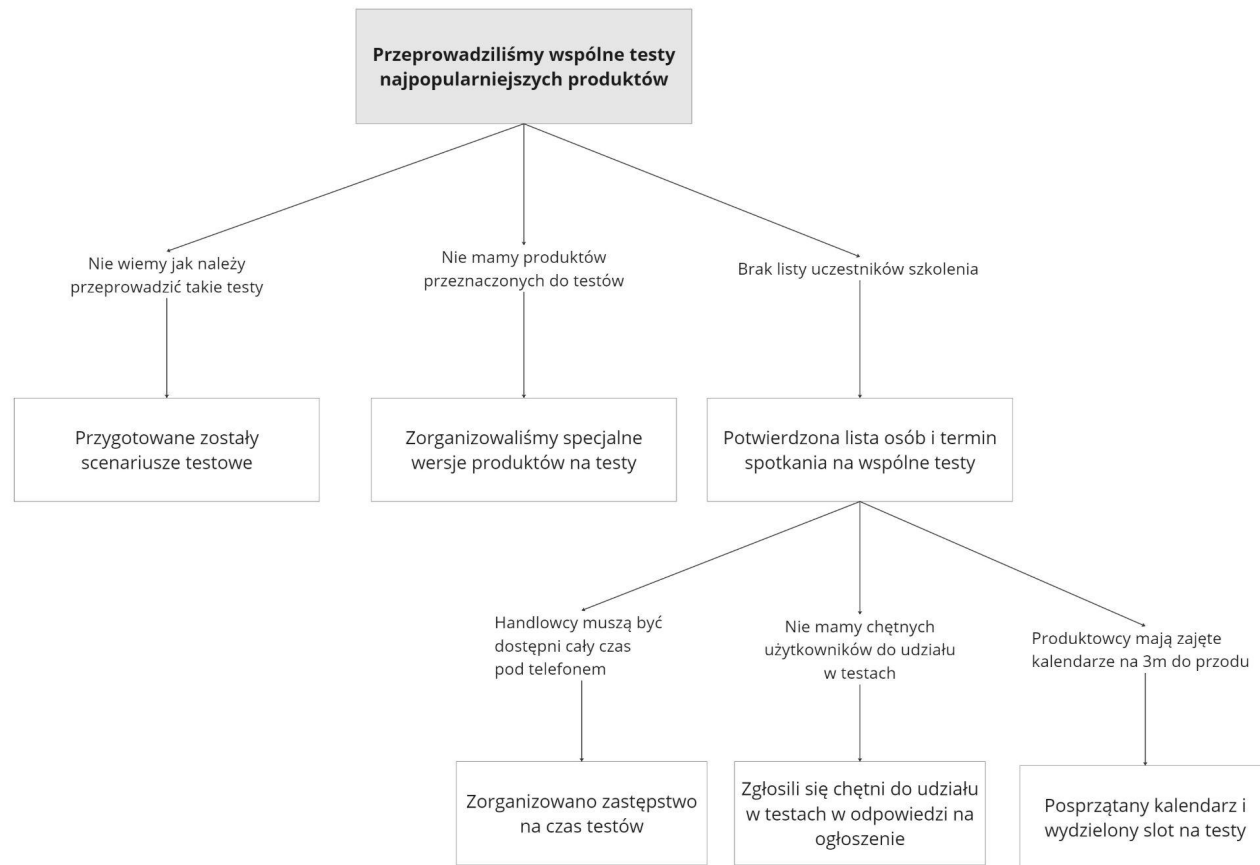 Przeprowadziliśmy wspólne testy
najpopularniejszych produktów
Nie wiemy jak należy
przeprowadzić takie testy
Nie mamy produktów
przeznaczonych do testów
Brak listy uczestników szkolenia
Przygotowane zostały
scenariusze testowe
Zorganizowaliśmy specjalne
wersje produktów na testy
Potwierdzona lista osób i termin
spotkania na wspólne testy
Handlowcy muszą być
dostępni cały czas
pod telefonem
Nie mamy chętnych
użytkowników do udziału
w testach
Produktowcy mają zajęte
kalendarze na 3m do przodu
Zorganizowano zastępstwo
na czas testów
Zgłosili się chętni do udziału
w testach w odpowiedzi na
ogłoszenie
Posprzątany kalendarz i
wydzielony slot na testy